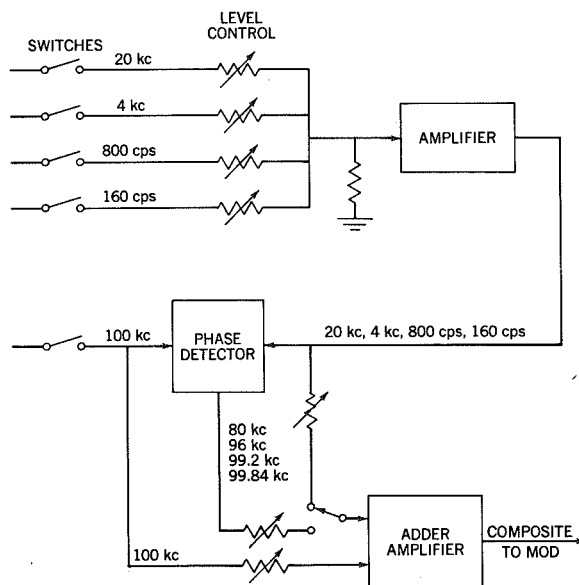 LEVEL
CONTROL
SWITCHES
20 kc
4 kc
800 cps
160 cps
AMPLIFIER
100 kc
PHASE
DETECTOR
20 kc, 4 kc, 800 cps, 160 cps
80 kc
96 kc
99.2 kc
99.84 kc
100 kc
ADDER
AMPLIFIER
COMPOSITE
TO MOD